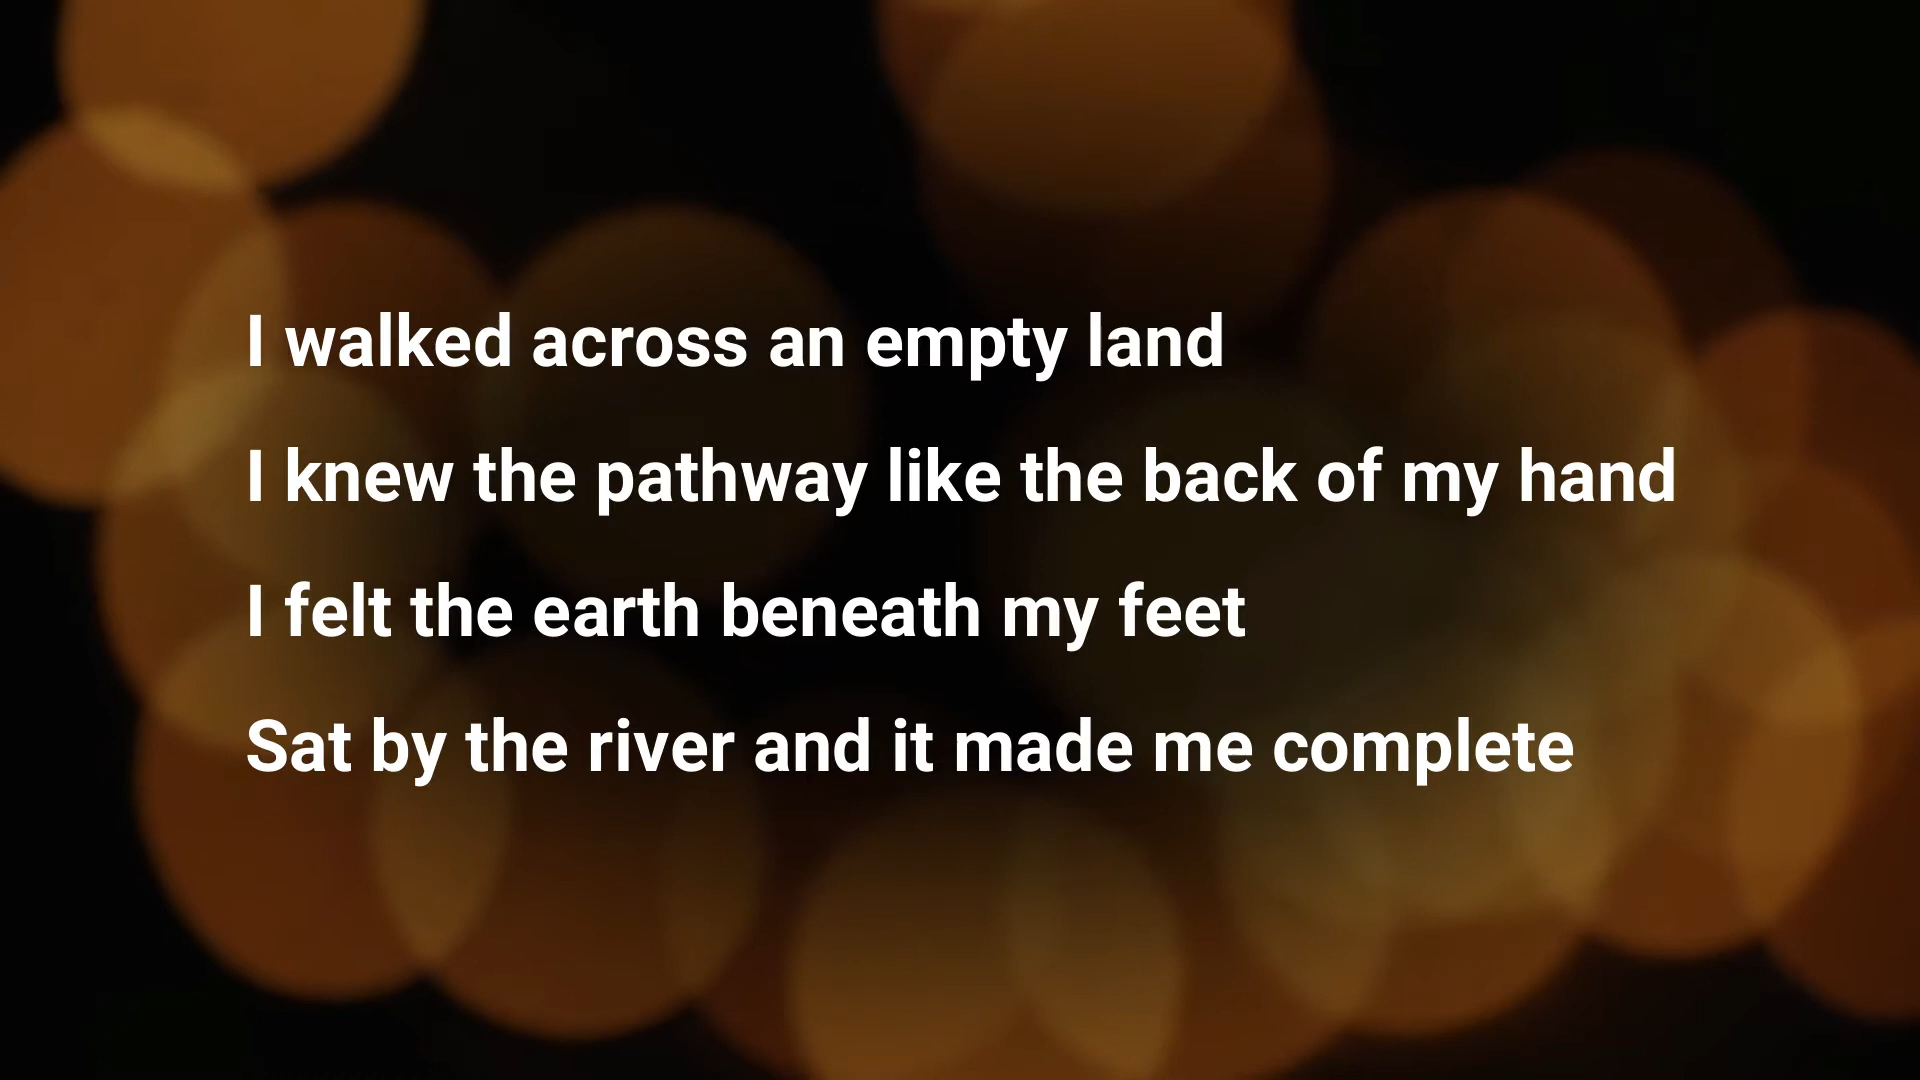 I walked across an empty land
I knew the pathway like the back of my hand
I felt the earth beneath my feet
Sat by the river and it made me complete